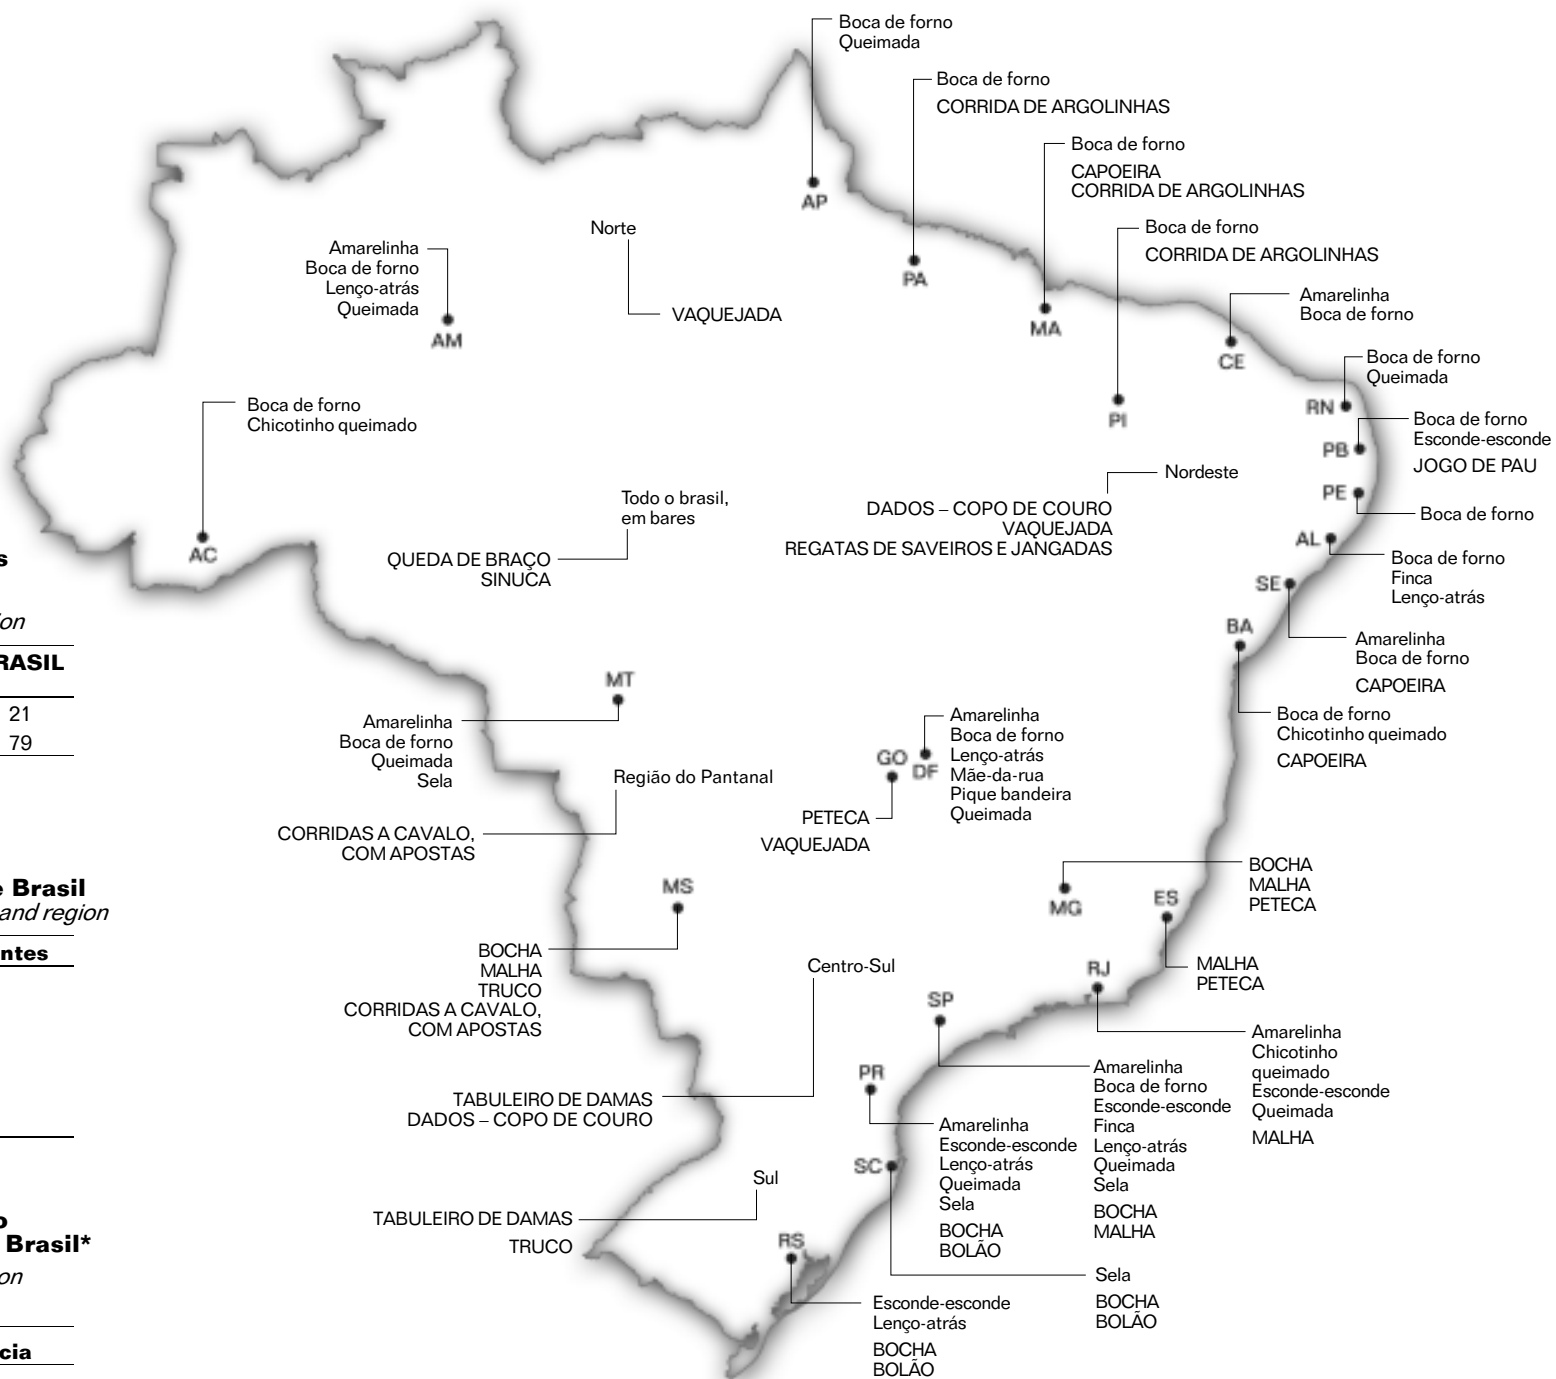 Boca de forno
Queimada
AP
Boca de forno
CORRIDA DE ARGOLINHAS
PA
Boca de forno
CAPOEIRA
CORRIDA DE ARGOLINHAS
MA
Boca de forno
CORRIDA DE ARGOLINHAS
PI
Norte
VAQUEJADA
Amarelinha
Boca de forno
Lenço-atrás
Queimada
AM
Amarelinha
Boca de forno
CE
Boca de forno
Queimada
RN
Boca de forno
Esconde-esconde
JOGO DE PAU
PB
PE
Boca de forno
Boca de forno
Chicotinho queimado
AC
Nordeste
DADOS – COPO DE COURO
VAQUEJADA
REGATAS DE SAVEIROS E JANGADAS
Todo o brasil,
em bares
QUEDA DE BRAÇO
SINUCA
AL
Boca de forno
Finca
Lenço-atrás
SE
Amarelinha
Boca de forno
CAPOEIRA
BA
Boca de forno
Chicotinho queimado
CAPOEIRA
s
ion
RASIL
21
79
MT
Amarelinha
Boca de forno
Queimada
Sela
Região do Pantanal
CORRIDAS A CAVALO,
COM APOSTAS
GO
PETECA
VAQUEJADA
DF
Amarelinha
Boca de forno
Lenço-atrás
Mãe-da-rua
Pique bandeira
Queimada
e Brasil
and region
ntes
MS
BOCHA
MALHA
TRUCO
CORRIDAS A CAVALO,
COM APOSTAS
MG
BOCHA
MALHA
PETECA
ES
MALHA
PETECA
Centro-Sul
TABULEIRO DE DAMAS
DADOS – COPO DE COURO
RJ
Amarelinha
Chicotinho
queimado
Esconde-esconde
Queimada
MALHA
SP
Amarelinha
Boca de forno
Esconde-esconde
Finca
Lenço-atrás
Queimada
Sela
BOCHA
MALHA
PR
Amarelinha
Esconde-esconde
Lenço-atrás
Queimada
Sela
BOCHA
BOLÃO
SC
Sela
BOCHA
BOLÃO
Sul
TABULEIRO DE DAMAS
TRUCO
RS
Esconde-esconde
Lenço-atrás
BOCHA
BOLÃO
o
Brasil*
on
cia